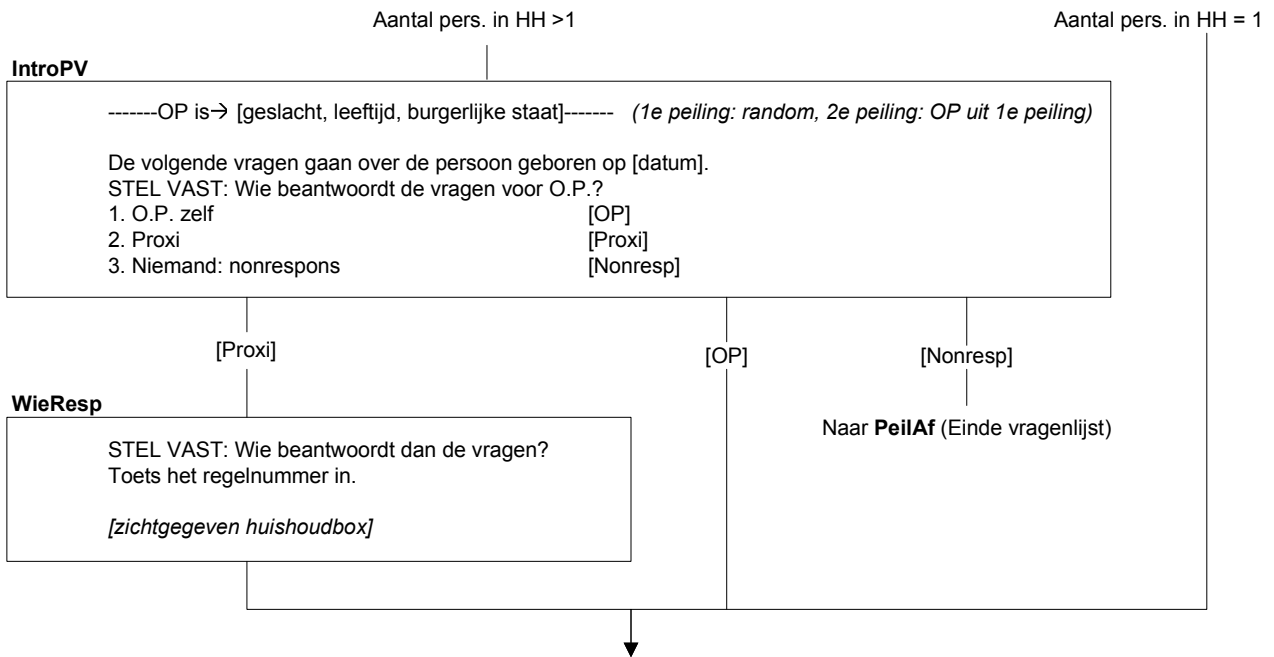 Aantal pers. in HH >1
Aantal pers. in HH = 1
IntroPV
-------OP is→ [geslacht, leeftijd, burgerlijke staat]------- (1e peiling: random, 2e peiling: OP uit 1e peiling)
De volgende vragen gaan over de persoon geboren op [datum].
STEL VAST: Wie beantwoordt de vragen voor O.P.?
1. O.P. zelf [OP]
2. Proxi [Proxi]
3. Niemand: nonrespons [Nonresp]
[Proxi]
[OP]
[Nonresp]
Naar PeilAf (Einde vragenlijst)
WieResp
STEL VAST: Wie beantwoordt dan de vragen?
Toets het regelnummer in.
[zichtgegeven huishoudbox]